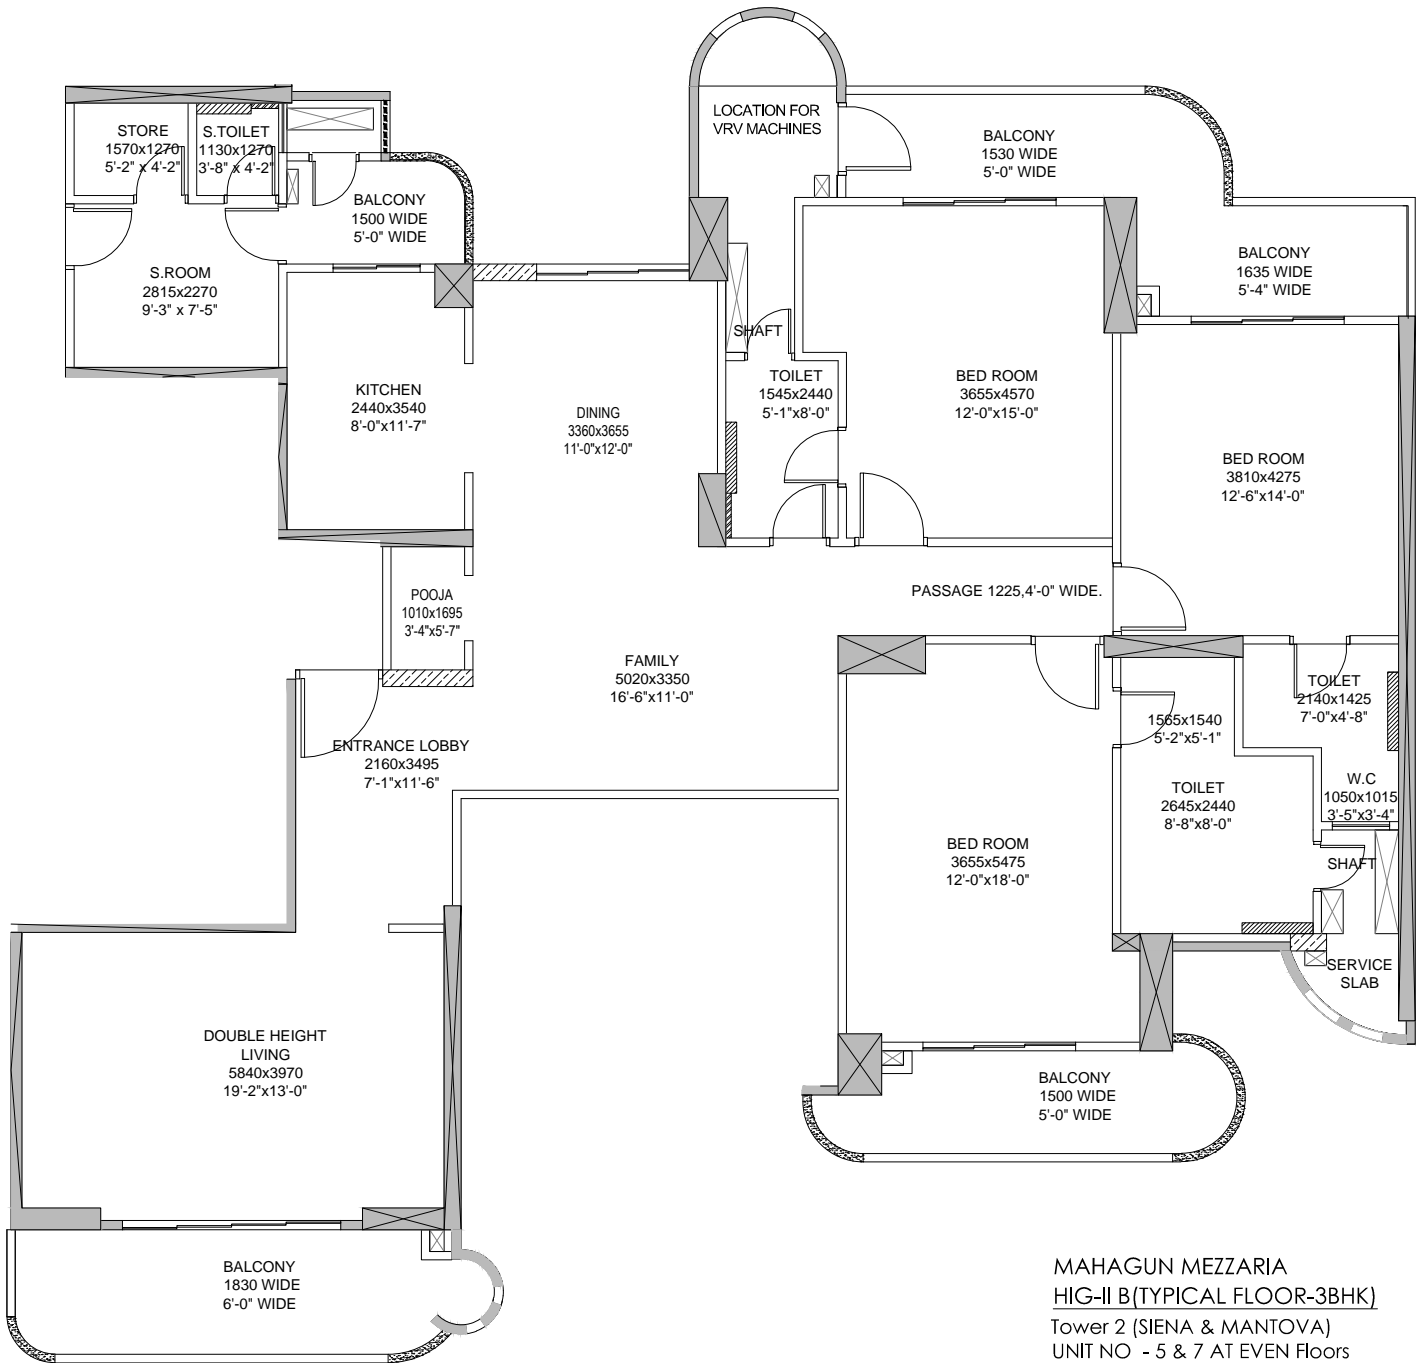 LOCATION FOR
VRV MACHINES
BALCONY
1530 WIDE
5'-0" WIDE
STORE
1570x1270
5'-2" x 4'-2"
S.TOILET
1130x1270
3'-8" x 4'-2"
BALCONY
1500 WIDE
5'-0" WIDE
BALCONY
1635 WIDE
5'-4" WIDE
S.ROOM
2815x2270
9'-3" x 7'-5"
SHAFT
KITCHEN
2440x3540
8'-0"x11'-7"
DINING
3360x3655
11'-0"x12'-0"
TOILET
1545x2440
5'-1"x8'-0"
BED ROOM
3655x4570
12'-0"x15'-0"
BED ROOM
3810x4275
12'-6"x14'-0"
POOJA
1010x1695
3'-4"x5'-7"
PASSAGE 1225,4'-0" WIDE.
FAMILY
5020x3350
16'-6"x11'-0"
TOILET
2140x1425
7'-0"x4'-8"
1565x1540
5'-2"x5'-1"
ENTRANCE LOBBY
2160x3495
7'-1"x11'-6"
TOILET
2645x2440
8'-8"x8'-0"
W.C
1050x1015
3'-5"x3'-4"
BED ROOM
3655x5475
12'-0"x18'-0"
SHAFT
SERVICE
SLAB
DOUBLE HEIGHT
LIVING
5840x3970
19'-2"x13'-0"
BALCONY
1500 WIDE
5'-0" WIDE
BALCONY
1830 WIDE
6'-0" WIDE
MAHAGUN MEZZARIA
HIG-II B(TYPICAL FLOOR-3BHK)
Tower 2 (SIENA & MANTOVA)
UNIT NO - 5 & 7 AT EVEN Floors